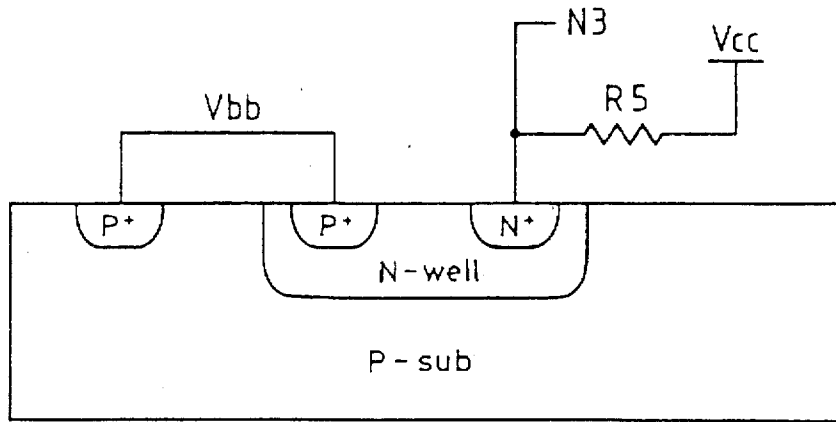 N3
Vcc
R5
Vbb
P+
P+
N+
N-well
P-sub